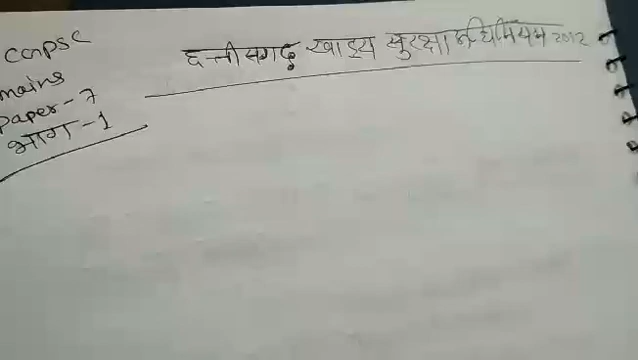 cgpsc
mains
paper-7
भाग-1
छत्तीसगढ़ खाद्य सुरक्षा अधिनियम 2012